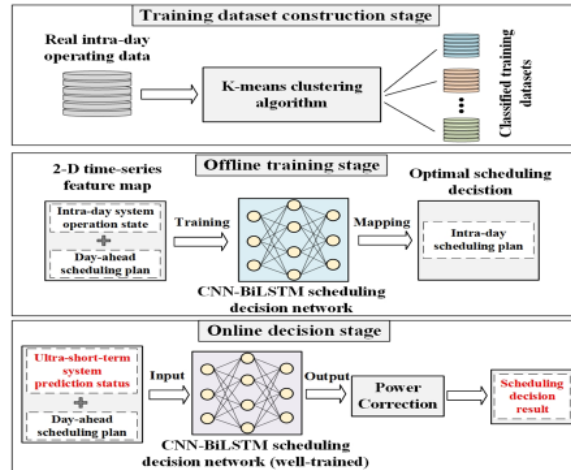 Training dataset construction stage
Real intra-day
operating data
K-means clustering
algorithm
Classified training
datasets
Offline training stage
2-D time-series
feature map
Intra-day system
operation state
+
Day-ahead
scheduling plan
Training
CNN-BiLSTM scheduling
decision network
Mapping
Optimal scheduling
decistion
Intra-day
scheduling plan
Online decision stage
Ultra-short-term
system
prediction status
+
Day-ahead
scheduling plan
Input
CNN-BiLSTM scheduling
decision network (well-trained)
Output
Power
Correction
Scheduling
decision
result